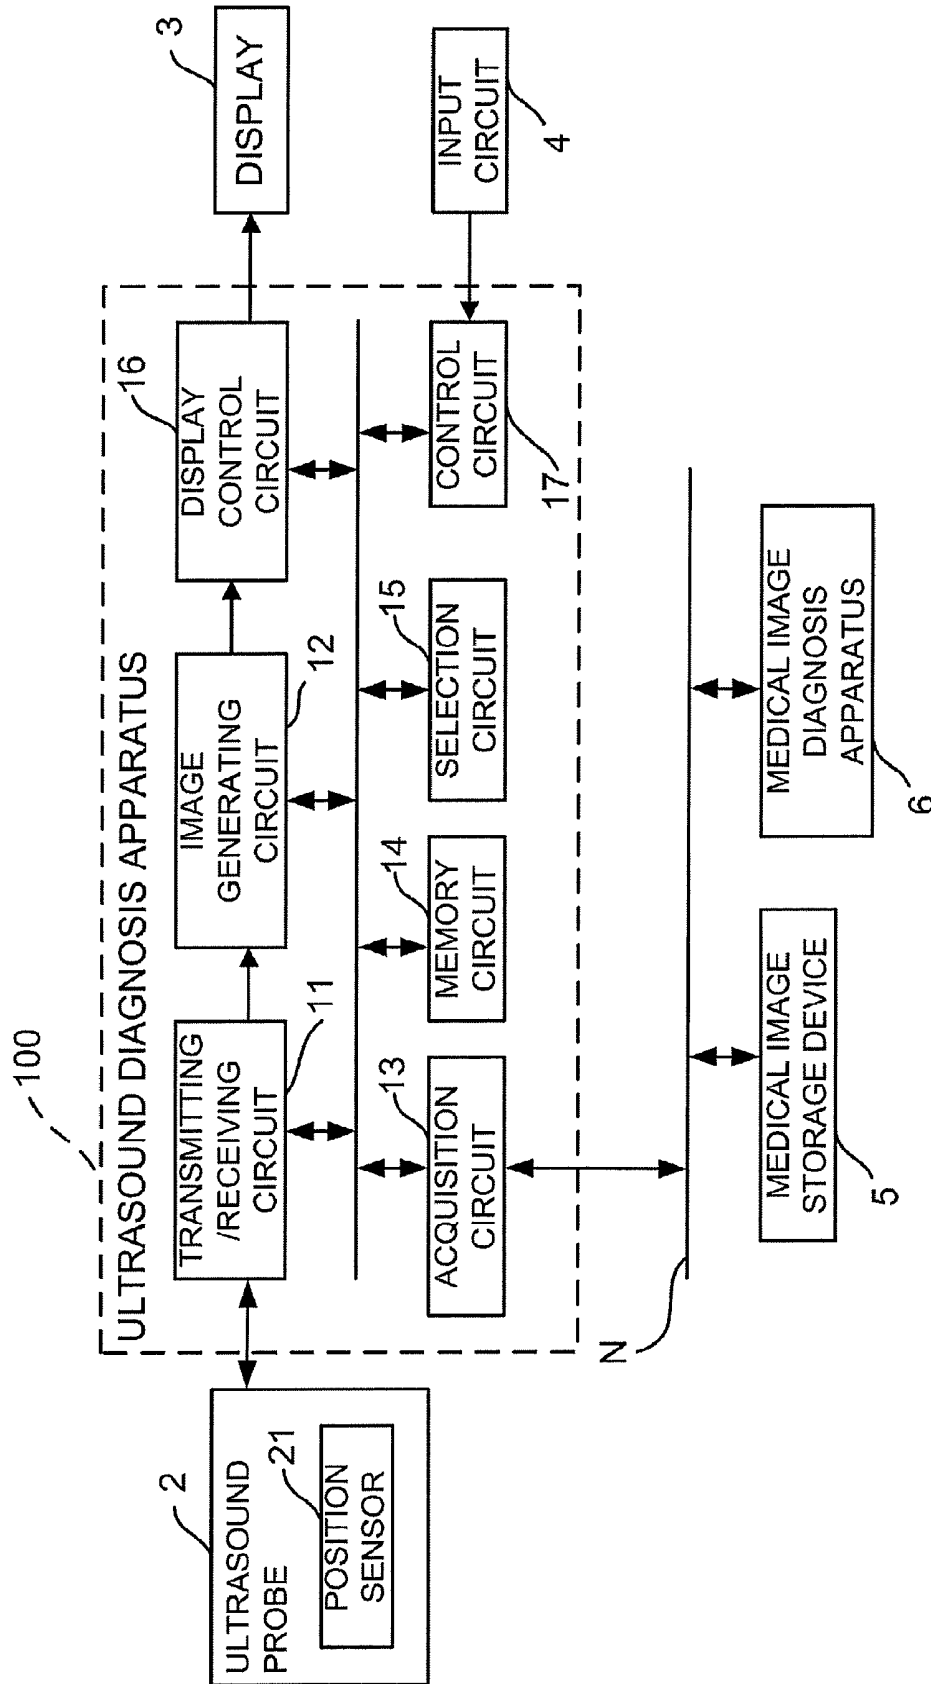 100
ULTRASOUND DIAGNOSIS APPARATUS
2
ULTRASOUND
PROBE
21
POSITION
SENSOR
TRANSMITTING
/RECEIVING
CIRCUIT
11
IMAGE
GENERATING
CIRCUIT
12
DISPLAY
CONTROL
CIRCUIT
16
DISPLAY
3
ACQUISITION
CIRCUIT
13
MEMORY
CIRCUIT
14
SELECTION
CIRCUIT
15
CONTROL
CIRCUIT
17
INPUT
CIRCUIT
4
N
MEDICAL IMAGE
STORAGE DEVICE
5
MEDICAL IMAGE
DIAGNOSIS
APPARATUS
6